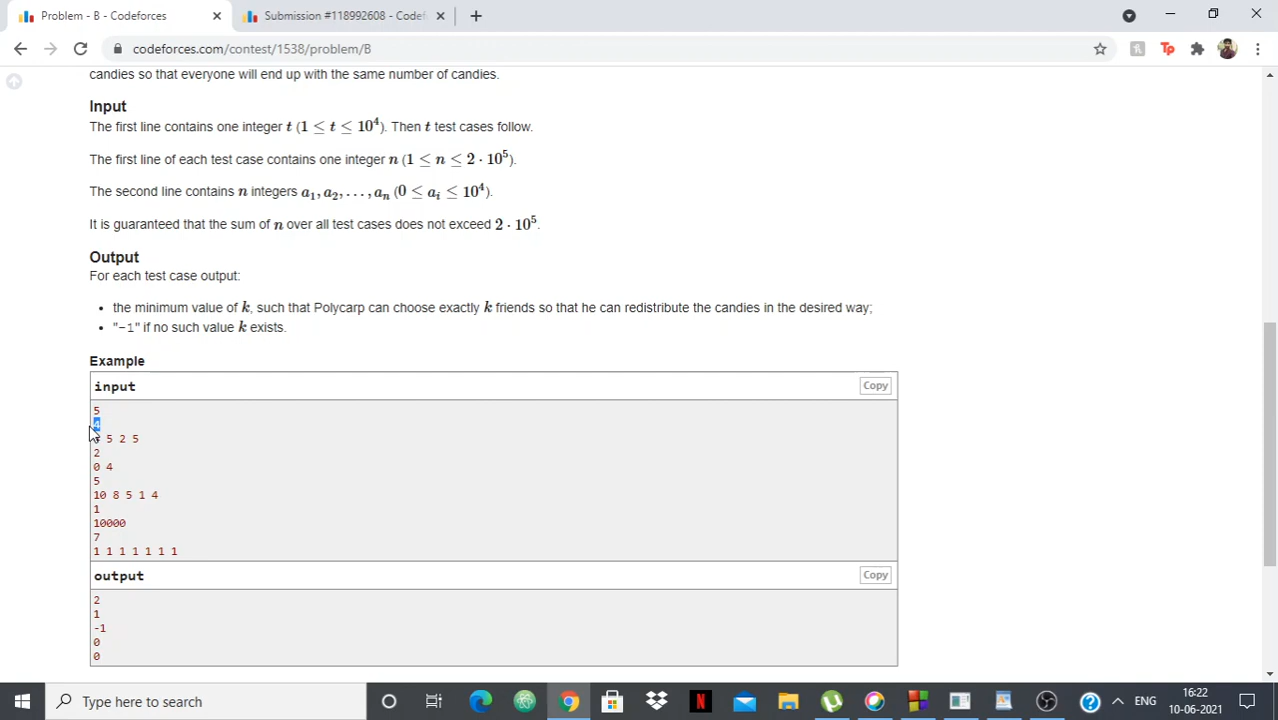 Problem - B - Codeforces
Submission #118992608 - Codef
codeforces.com/contest/1538/problem/B
Tp
candies so that everyone will end up with the same number of candies.
Input
The first line contains one integer t (1 ≤ t ≤ 10⁴). Then t test cases follow.
The first line of each test case contains one integer n (1 ≤ n ≤ 2 · 10⁵).
The second line contains n integers a₁, a₂, . . . , aₙ (0 ≤ aᵢ ≤ 10⁴).
It is guaranteed that the sum of n over all test cases does not exceed 2 · 10⁵.
Output
For each test case output:
• the minimum value of k, such that Polycarp can choose exactly k friends so that he can redistribute the candies in the desired way;
• "-1" if no such value k exists.
Example
input
Copy
5
4
5 2 5
2
0 4
5
10 8 5 1 4
1
10000
7
1 1 1 1 1 1 1
output
Copy
2
1
-1
0
0
Type here to search
N
ENG
16:22
10-06-2021